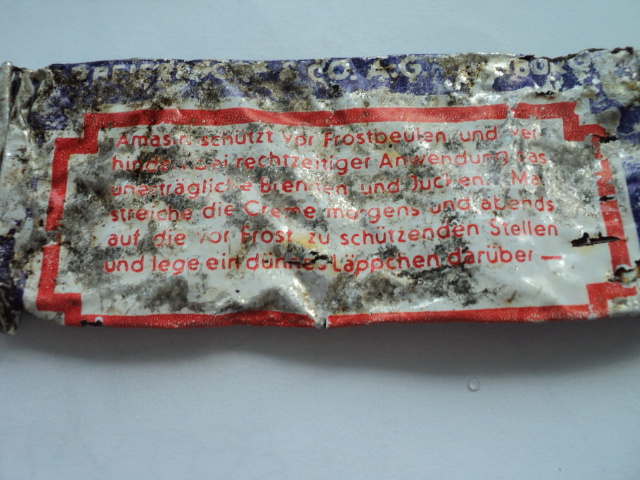 CO. A.G.
Amasin schützt vor Frostbeulen und ver
hindert bei rechtzeitiger Anwendung das
unerträgliche Brennen und Jucken. Man
streiche die Creme morgens und abends
auf die vor Frost zu schützenden Stellen
und lege ein dünnes Läppchen darüber —